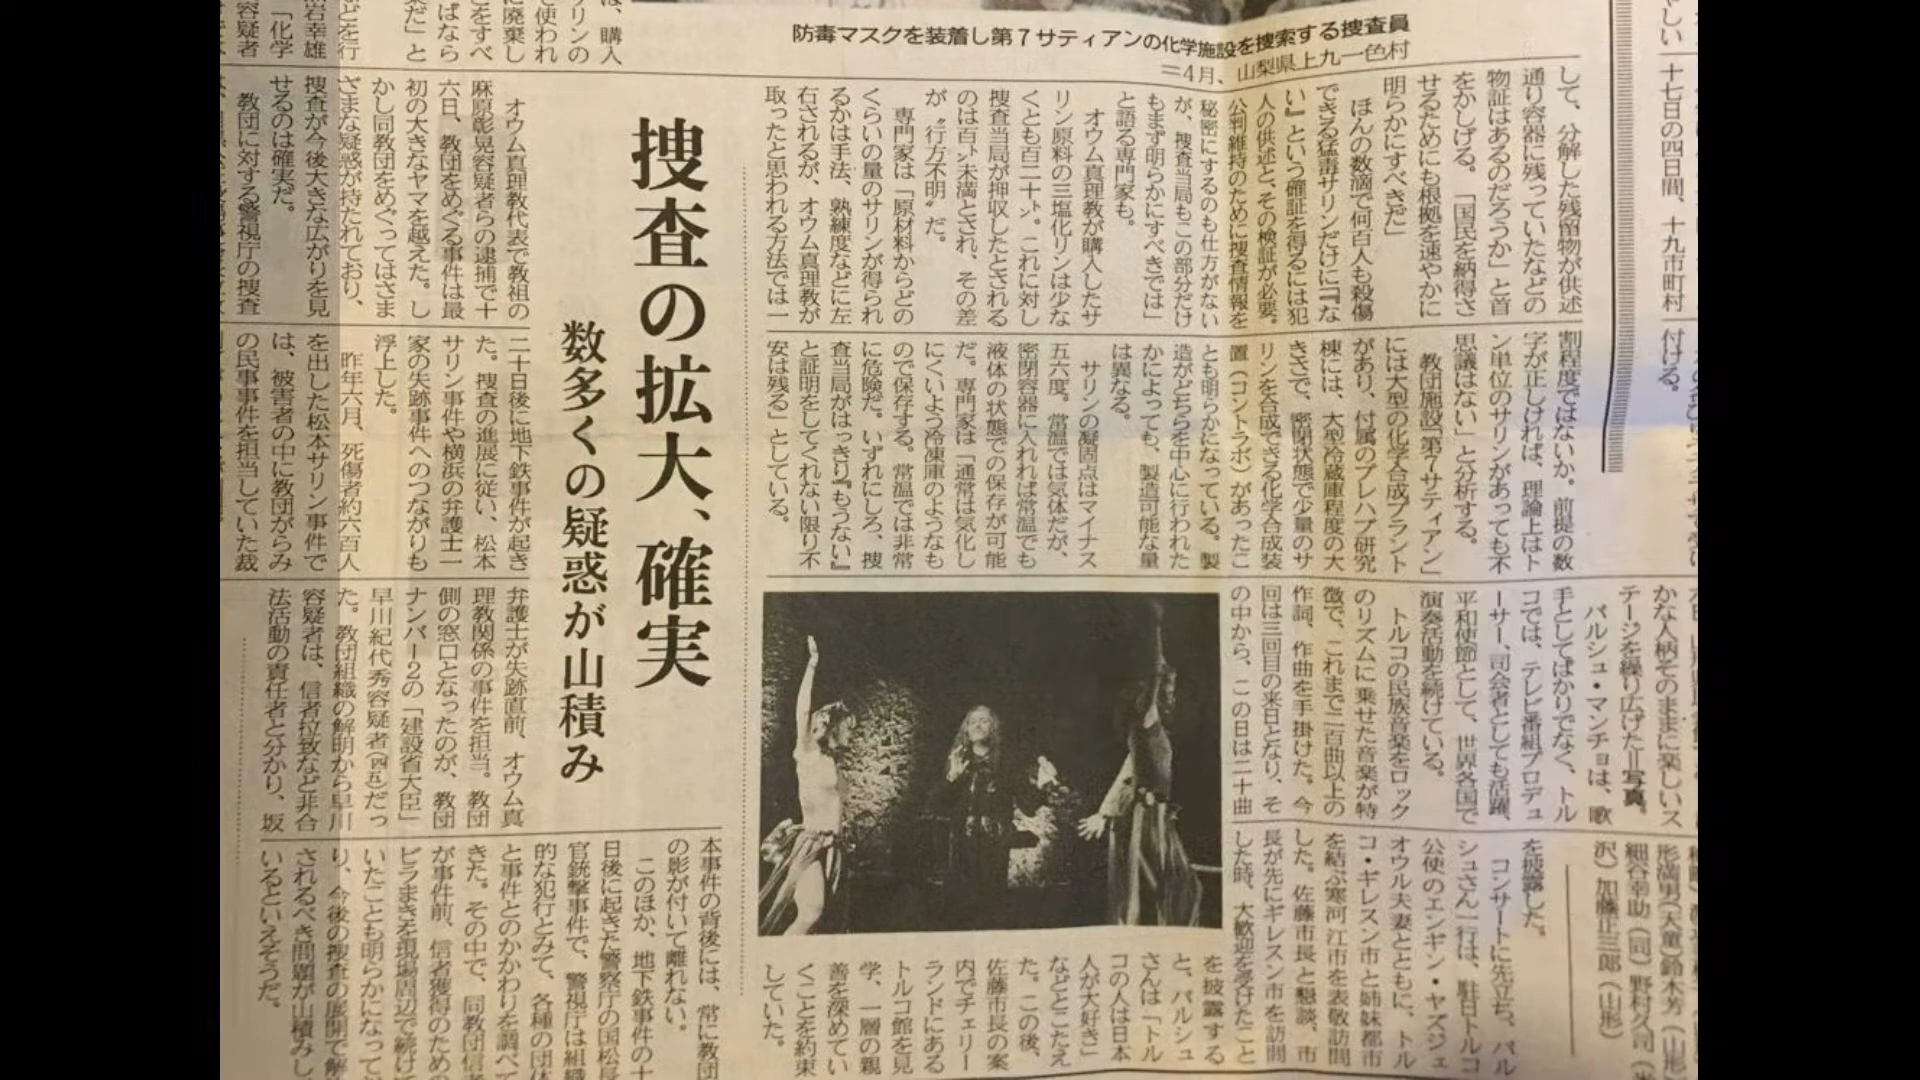 防毒マスクを装着し第7サティアンの化学施設を捜索する捜査員
=4月、山梨県上九一色村
十七日の四日間、十九市町村
付ける。
して、分解した残留物が供述
通り容器に残っていたなどの
物証はあるのだろうか」と首
をかしげる。「国民を納得さ
せるためにも根拠を速やかに
明らかにすべきだ」
ほんの数滴で何百人も殺傷
できる猛毒サリンだけに『な
い』という確証を得るには犯
人の供述と、その検証が必要。
公判維持のために捜査情報を
秘密にするのも仕方がない
が、捜査当局もこの部分だけ
もまず明らかにすべきでは」
と語る専門家も。
オウム真理教が購入したサ
リン原料の三塩化リンは少な
くとも百二十㌧。これに対し
捜査当局が押収したとされる
のは百㌧未満とされ、その差
が〝行方不明〟だ。
専門家は「原材料からどの
くらいの量のサリンが得られ
るかは手法、熟練度などに左
右されるが、オウム真理教が
取ったと思われる方法では一
割程度ではないか。前提の数
字が正しければ、理論上はト
ン単位のサリンがあっても不
思議はない」と分析する。
教団施設「第7サティアン」
には大型の化学合成プラント
があり、付属のプレハブ研究
棟には、大型冷蔵庫程度の大
きさで、密閉状態で少量のサ
リンを合成できる化学合成装
置（コントラボ）があったこ
とも明らかになっている。製
造がどちらを中心に行われた
かによっても、製造可能な量
は異なる。
サリンの凝固点はマイナス
五六度。常温では気体だが、
密閉容器に入れれば常温でも
液体の状態での保存が可能
だ。専門家は「通常は気化し
にくいよう冷凍庫のようなも
ので保存する。常温では非常
に危険だ。いずれにしろ、捜
査当局がはっきり『もうない』
と証明をしてくれない限り不
安は残る」としている。
捜査の拡大、確実
数多くの疑惑が山積み
オウム真理教代表で教祖の
麻原彰晃容疑者らの逮捕で十
六日、教団をめぐる事件は最
初の大きなヤマを越えた。し
かし同教団をめぐってはさま
ざまな疑惑が持たれており、
捜査が今後大きな広がりを見
せるのは確実だ。
教団に対する警視庁の捜査
二十日後に地下鉄事件が起き
た。捜査の進展に従い、松本
サリン事件や横浜の弁護士一
家の失跡事件へのつながりも
浮上した。
昨年六月、死傷者約六百人
を出した松本サリン事件で
は、被害者の中に教団がらみ
の民事事件を担当していた裁
弁護士が失跡直前、オウム真
理教関係の事件を担当。教団
側の窓口となったのが、教団
ナンバー2の「建設省大臣」
早川紀代秀容疑者（四五）だっ
た。教団組織の解明から早川
容疑者は、信者拉致など非合
法活動の責任者と分かり、坂
本事件の背後には、常に教団
の影が付いて離れない。
このほか、地下鉄事件の十
日後に起きた警察庁の国松長
官銃撃事件で、警視庁は組織
的な犯行とみて、各種の団体
と事件とのかかわりを調べて
きた。その中で、同教団信者
が事件前、信者獲得のための
ビラまきを現場周辺で続けて
いたことも明らかになってお
り、今後の捜査の展開で解
されるべき問題が山積みし
いるといえそうだ。
かな人柄そのままに楽しいス
テージを繰り広げた＝写真。
バルシュ・マンチョは、歌
手としてばかりでなく、トル
コでは、テレビ番組プロデュ
ーサー、司会者としても活躍、
平和使節として、世界各国で
演奏活動を続けている。
トルコの民族音楽をロック
のリズムに乗せた音楽が特
徴で、これまで二百曲以上の
作詞、作曲を手掛けた。今
回は三回目の来日となり、そ
の中から、この日は二十曲
を披露した。
コンサートに先立ち、バル
シュさん一行は、駐日トルコ
公使のエンギン・ヤズジェ
オウル夫妻とともに、トル
コ・ギレスン市と姉妹都市
を結ぶ寒河江市を表敬訪問
した。佐藤市長と懇談、市
長が先にギレスン市を訪問
した時、大歓迎を受けたこと
を披露する
と、バルシュ
さんは「トル
コの人は日本
人が大好き」
などとこたえ
た。この後、
佐藤市長の案
内でチェリー
ランドにある
トルコ館を見
学、一層の親
善を深めてい
くことを約束
していた。
細谷幸助（同）野村久司（
沢）加藤正三郎（山形）